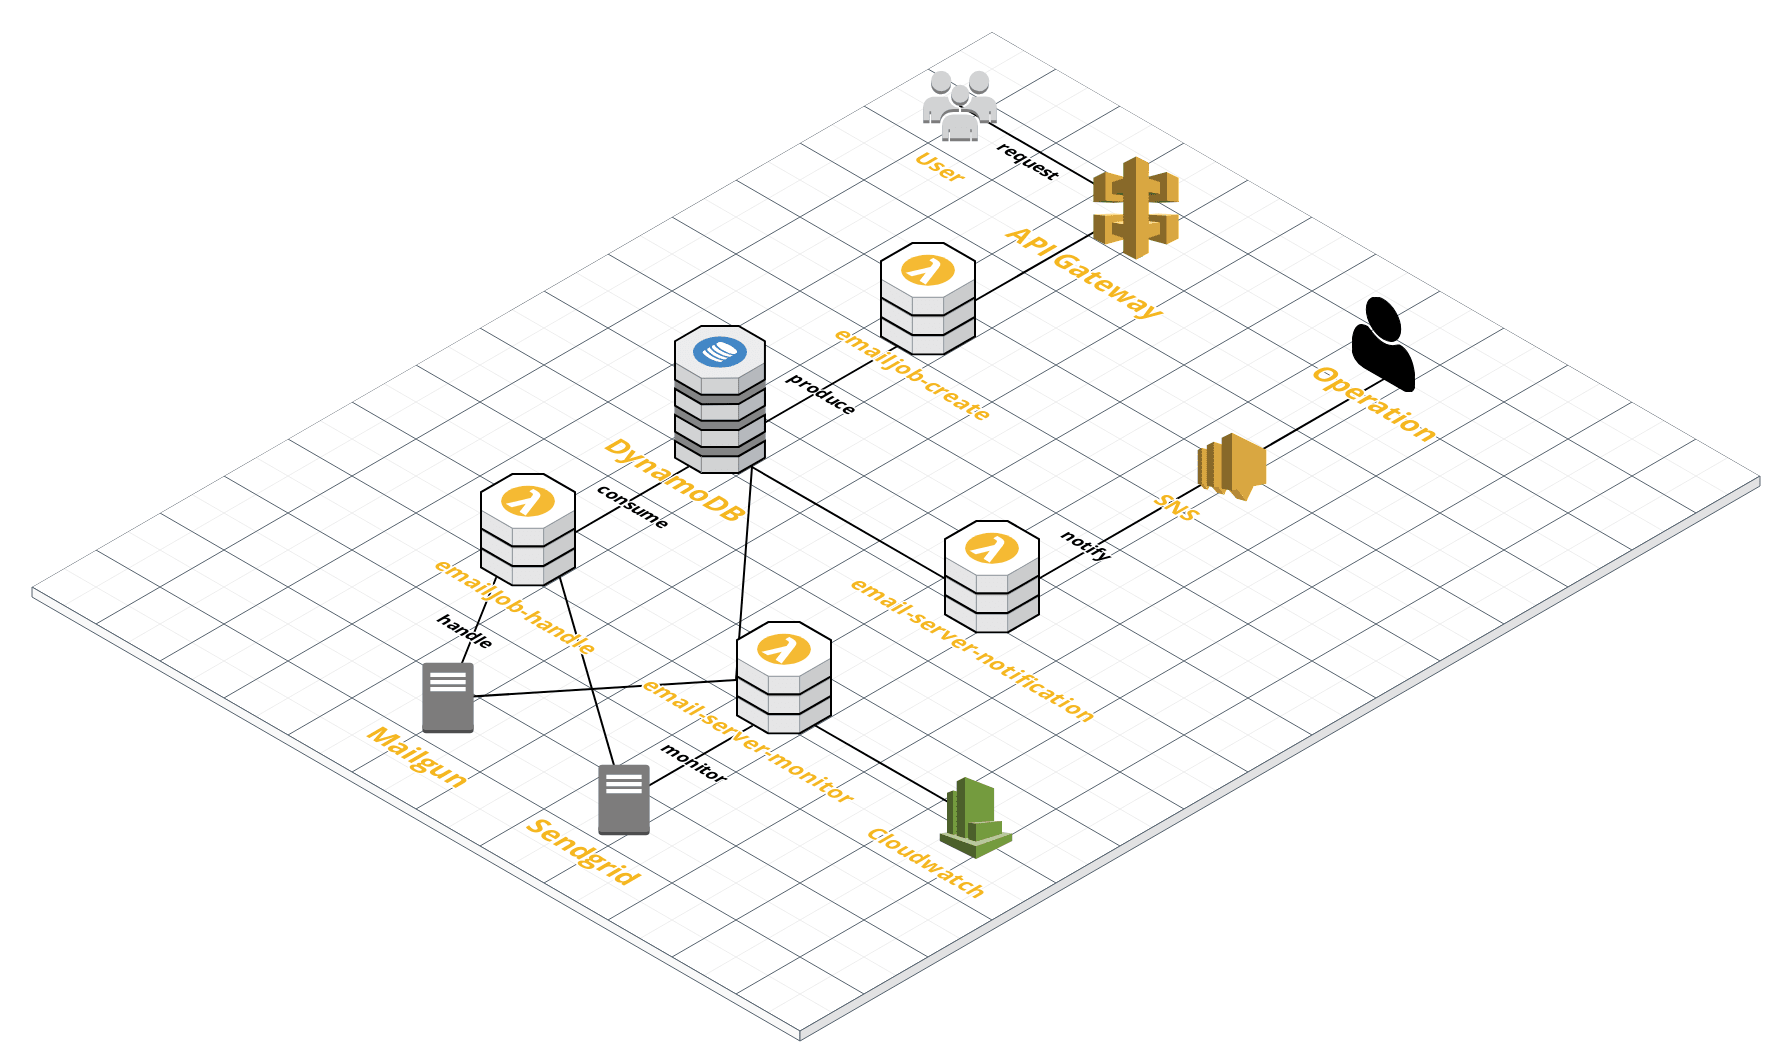 User
request
API Gateway
emailjob-create
produce
Operation
DynamoDB
consume
SNS
notify
emailjob-handle
handle
email-server-notification
email-server-monitor
monitor
Mailgun
Sendgrid
Cloudwatch